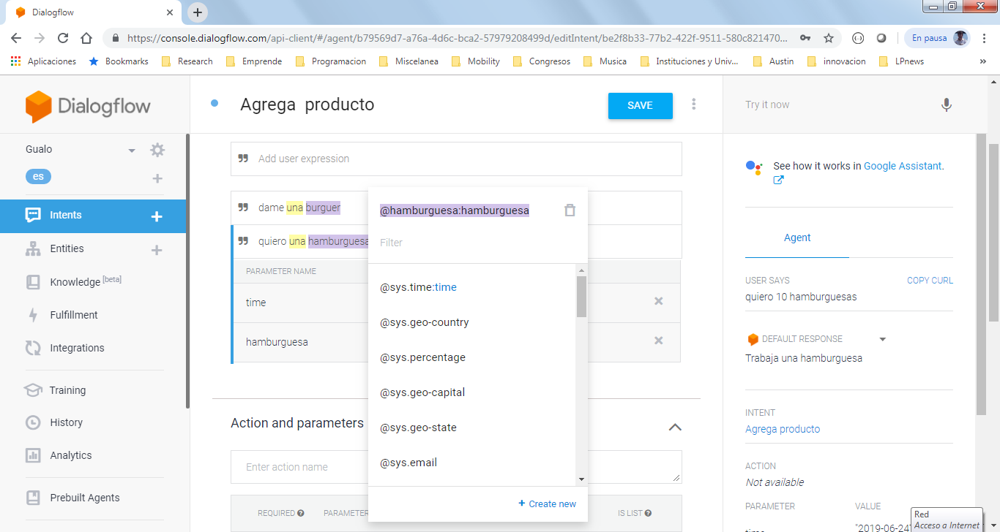 Dialogflow
https://console.dialogflow.com/api-client/#/agent/b79569d7-a76a-4d6c-bca2-57979208499d/editIntent/be2f8b33-77b2-422f-9511-580c821470...
En pausa
Aplicaciones
Bookmarks
Research
Emprende
Programacion
Miscelanea
Mobility
Congresos
Musica
Instituciones y Univ...
Austin
innovacion
LPnews
»
Dialogflow
Gualo
es
Intents
Entities
Knowledge [beta]
Fulfillment
Integrations
Training
History
Analytics
Prebuilt Agents
Agrega producto
SAVE
Add user expression
dame una burguer
quiero una hamburguesa
PARAMETER NAME
time
hamburguesa
Action and parameters
Enter action name
REQUIRED
PARAMETER
IS LIST
@hamburguesa:hamburguesa
Filter
@sys.time:time
@sys.geo-country
@sys.percentage
@sys.geo-capital
@sys.geo-state
@sys.email
+ Create new
Try it now
See how it works in Google Assistant.
Agent
USER SAYS
COPY CURL
quiero 10 hamburguesas
DEFAULT RESPONSE
Trabaja una hamburguesa
INTENT
Agrega producto
ACTION
Not available
PARAMETER
VALUE
"2019-06-24T
Red
Acceso a Internet